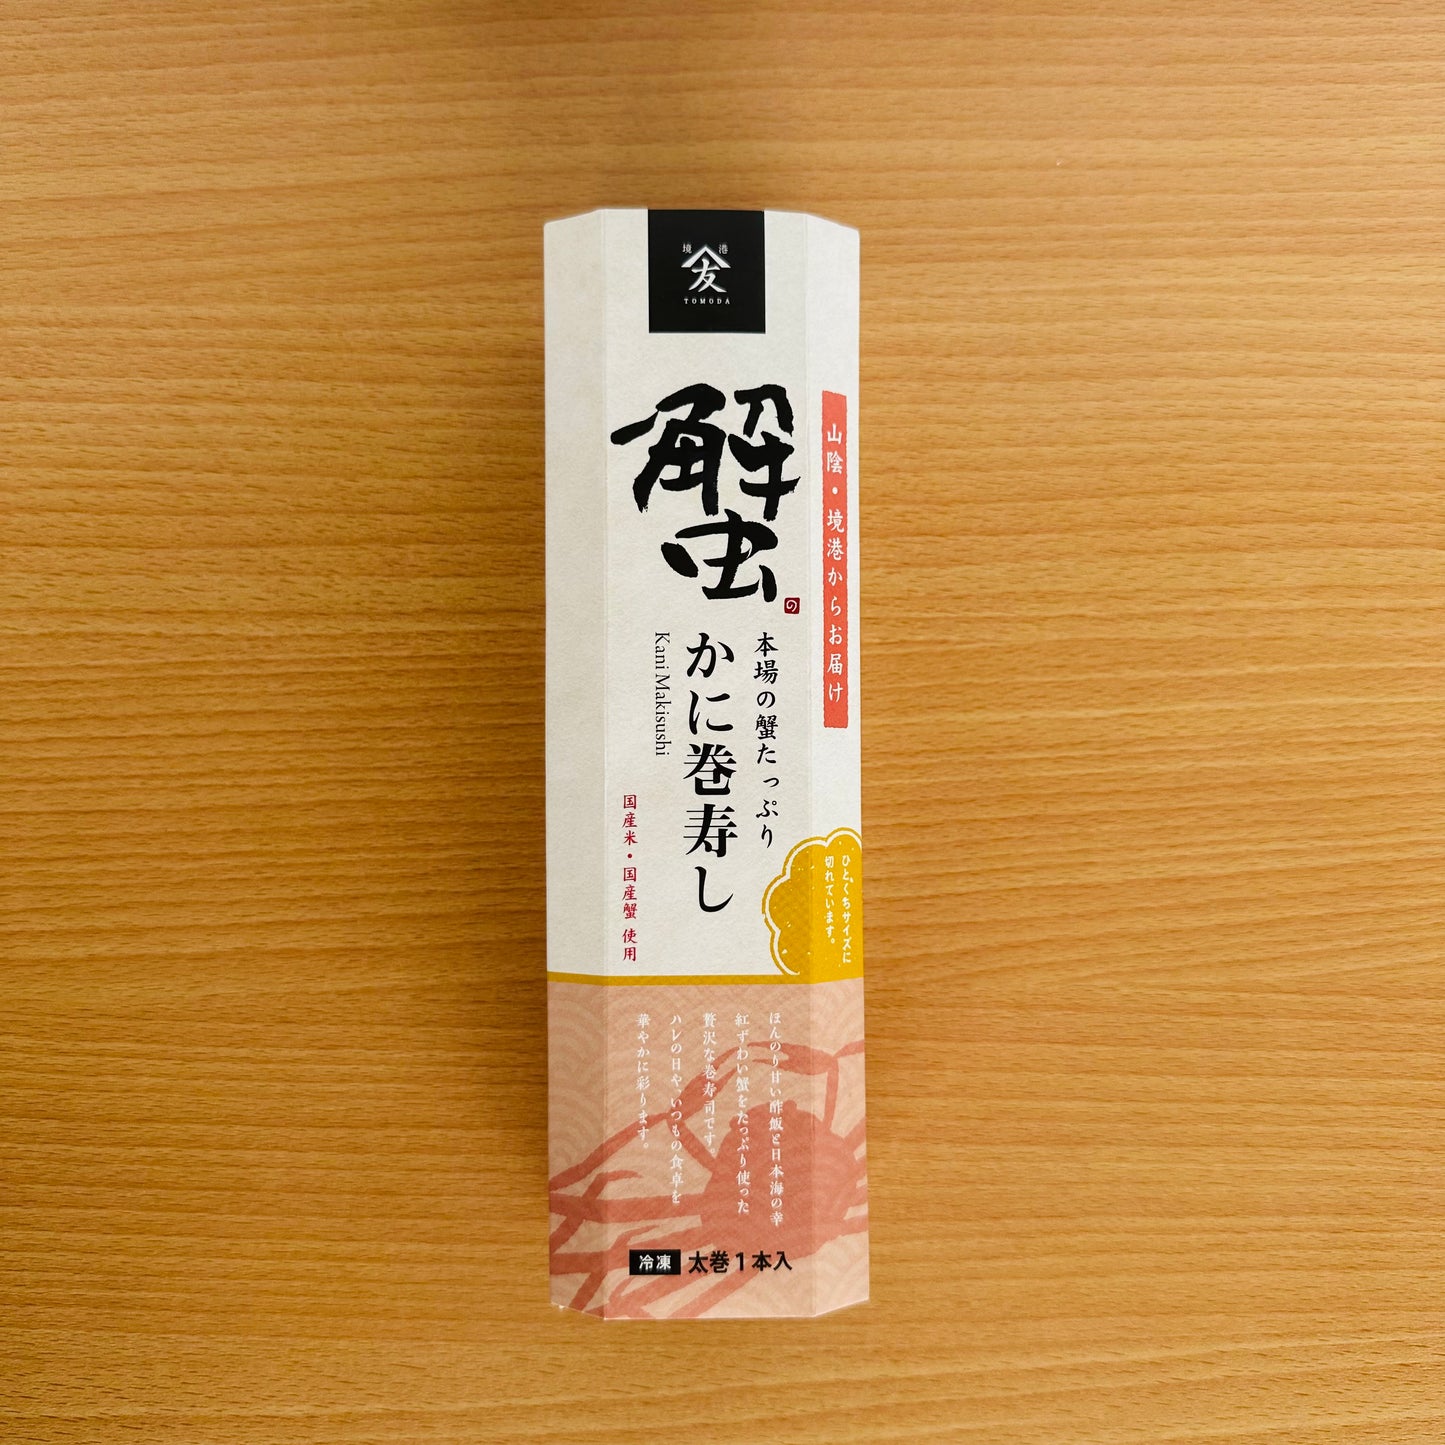 境 港
友
TOMODA
蟹
の
山陰・境港からお届け
本場の蟹たっぷり
かに巻寿し
Kani Makisushi
国産米・国産蟹 使用
ひとくちサイズに
切れています。
ほんのり甘い酢飯と日本海の幸
紅ずわい蟹をたっぷり使った
贅沢な巻寿司です。
ハレの日や、いつもの食卓を
華やかに彩ります。
冷凍 太巻1本入